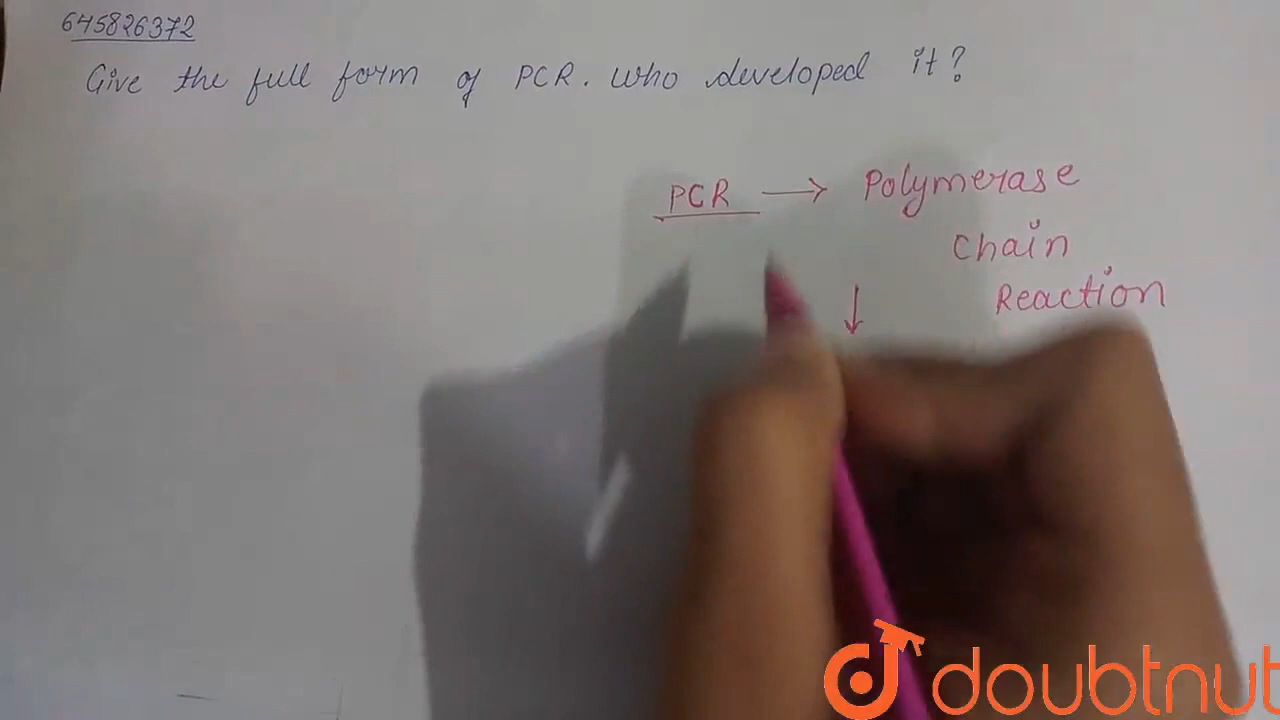 645826372
Give the full form of PCR. who developed it?
PCR → Polymerase
Chain
Reaction
↓
doubtnut